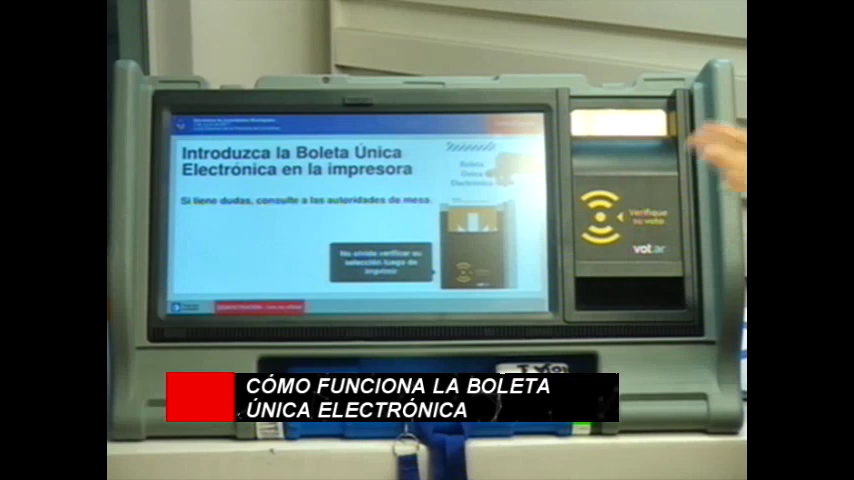 Introduzca la Boleta Única
Electrónica en la impresora
Si tiene dudas, consulte a las autoridades de mesa.
Boleta
Única
Electrónica
No olvide verificar su
selección luego de
imprimir
Verifique
su voto
vot.ar
CÓMO FUNCIONA LA BOLETA
ÚNICA ELECTRÓNICA